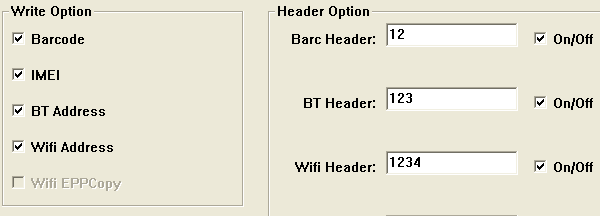 Write Option
Barcode
IMEI
BT Address
Wifi Address
Wifi EPPCopy
Header Option
Barc Header: 12 On/Off
BT Header: 123 On/Off
Wifi Header: 1234 On/Off